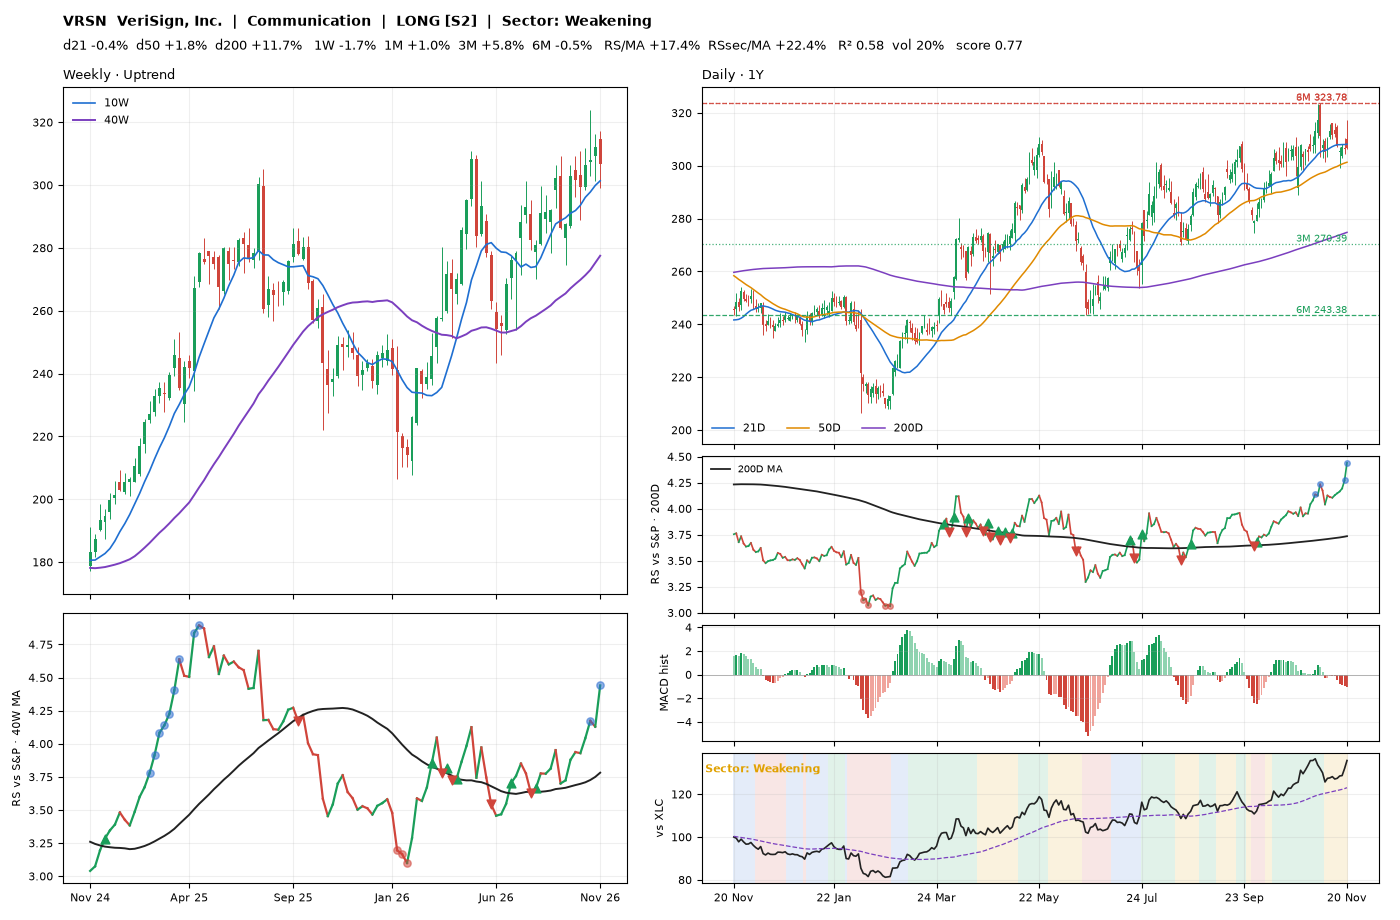 VRSN VeriSign, Inc. | Communication | LONG [S2] | Sector: Weakening
d21 -0.4% d50 +1.8% d200 +11.7% 1W -1.7% 1M +1.0% 3M +5.8% 6M -0.5% RS/MA +17.4% RSsec/MA +22.4% R² 0.58 vol 20% score 0.77
Weekly · Uptrend
10W
40W
320
300
280
260
240
220
200
180
Daily · 1Y
6M 323.78
3M 270.39
6M 243.38
320
300
280
260
240
220
200
21D 50D 200D
RS vs S&P · 200D
200D MA
4.50
4.25
4.00
3.75
3.50
3.25
3.00
MACD hist
4
2
0
−2
−4
RS vs S&P · 40W MA
4.75
4.50
4.25
4.00
3.75
3.50
3.25
3.00
Nov 24 Apr 25 Sep 25 Jan 26 Jun 26 Nov 26
vs XLC
Sector: Weakening
120
100
80
20 Nov 22 Jan 24 Mar 22 May 24 Jul 23 Sep 20 Nov